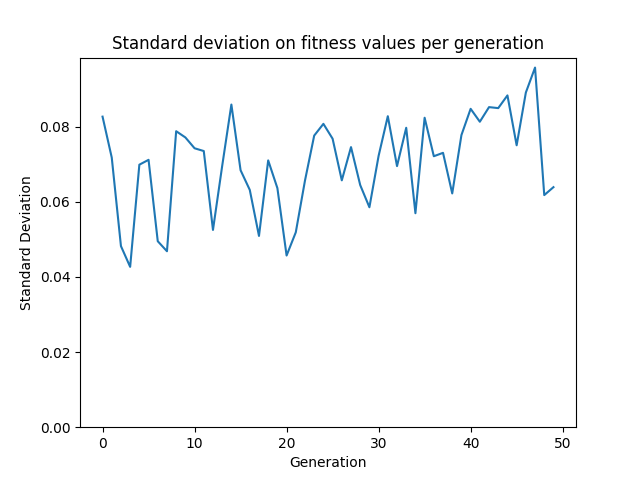 Standard deviation on fitness values per generation
Standard Deviation
0.08
0.06
0.04
0.02
0.00
0 10 20 30 40 50
Generation